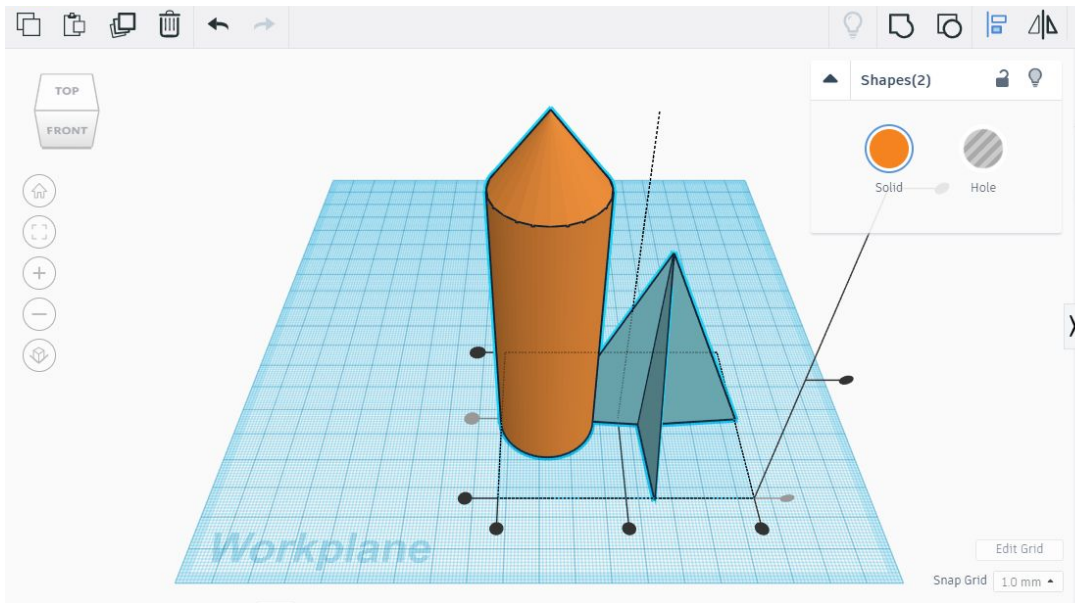 TOP
FRONT
Shapes(2)
Solid
Hole
Workplane
Edit Grid
Snap Grid 1.0 mm